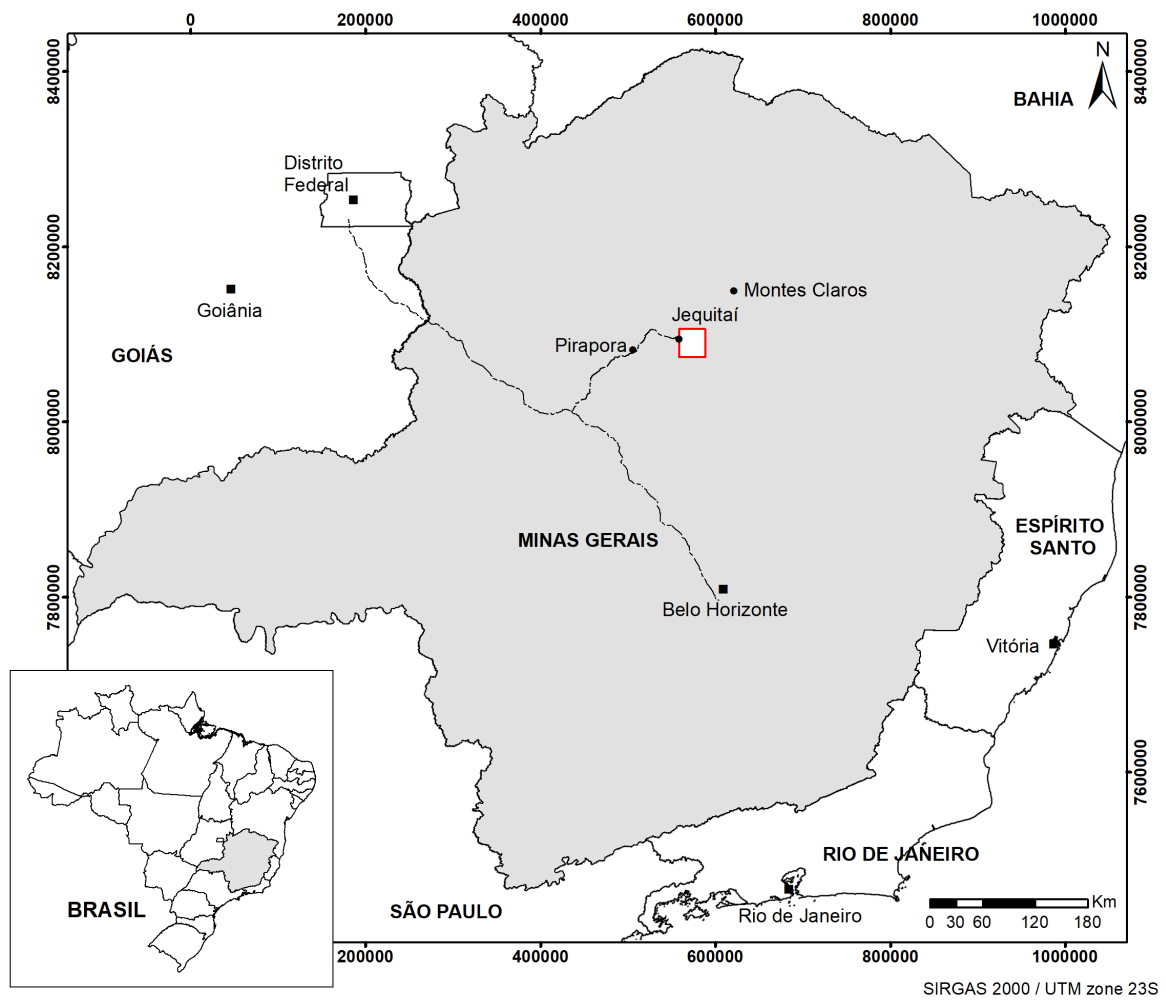 0 200000 400000 600000 800000 1000000
8400000
8400000
N
BAHIA
Distrito
Federal
8200000
8200000
Goiânia
Montes Claros
Jequitaí
Pirapora
GOIÁS
8000000
8000000
MINAS GERAIS
ESPÍRITO
SANTO
7800000
7800000
Belo Horizonte
Vitória
7600000
RIO DE JANEIRO
BRASIL
SÃO PAULO
Rio de Janeiro
Km
0 30 60 120 180
200000 400000 600000 800000 1000000
SIRGAS 2000 / UTM zone 23S